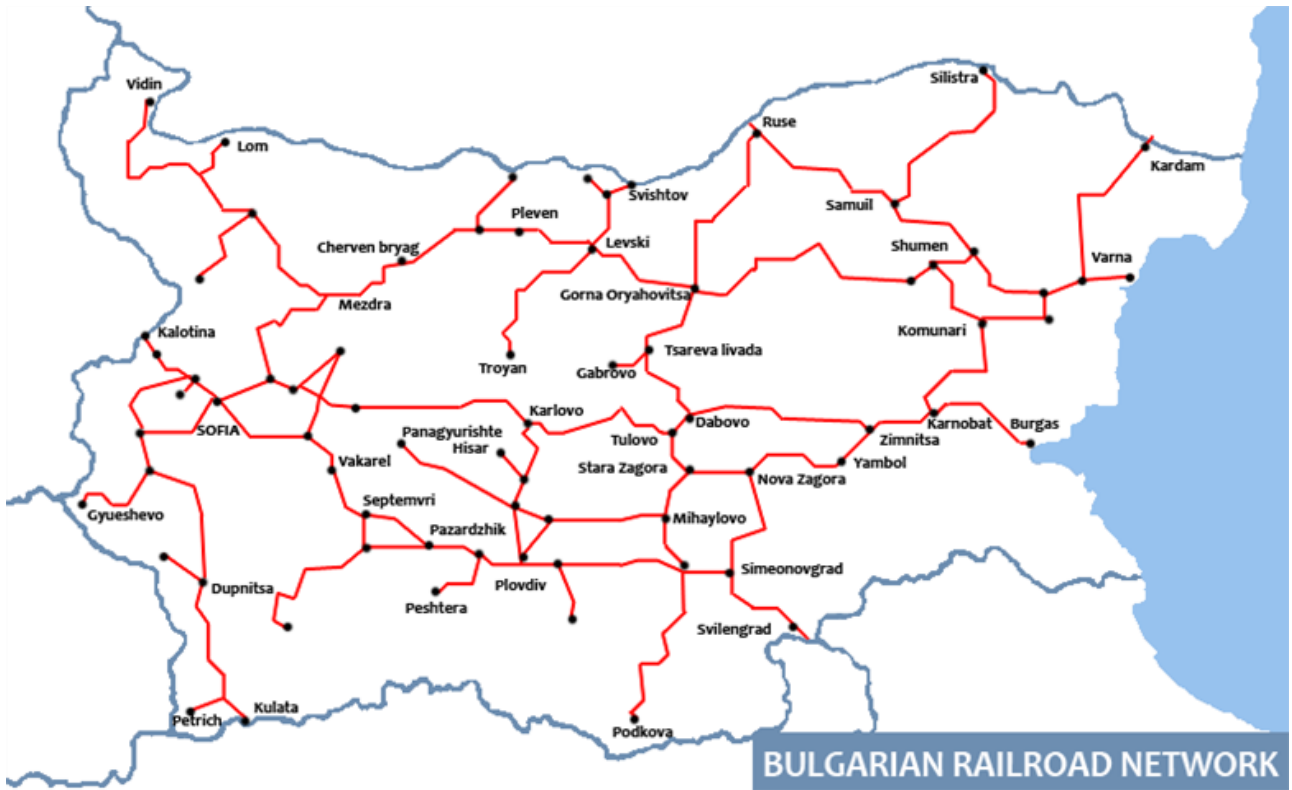 Vidin
Lom
Silistra
Ruse
Kardam
Svishtov
Samuil
Pleven
Cherven bryag
Levski
Shumen
Varna
Mezdra
Gorna Oryahovitsa
Kalotina
Komunari
Tsareva livada
Troyan
Gabrovo
SOFIA
Karlovo
Dabovo
Karnobat
Burgas
Panagyurishte
Hisar
Tulovo
Zimnitsa
Vakarel
Stara Zagora
Nova Zagora
Yambol
Gyueshevo
Septemvri
Pazardzhik
Mihaylovo
Dupnitsa
Peshtera
Plovdiv
Simeonovgrad
Svilengrad
Petrich
Kulata
Podkova
BULGARIAN RAILROAD NETWORK